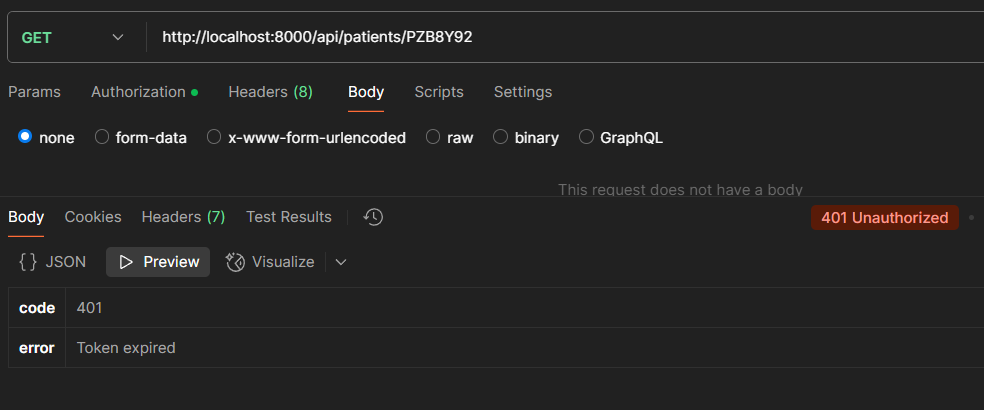 GET http://localhost:8000/api/patients/PZB8Y92
Params Authorization Headers (8) Body Scripts Settings
none form-data x-www-form-urlencoded raw binary GraphQL
This request does not have a body
Body Cookies Headers (7) Test Results 401 Unauthorized
{} JSON Preview Visualize
code 401
error Token expired